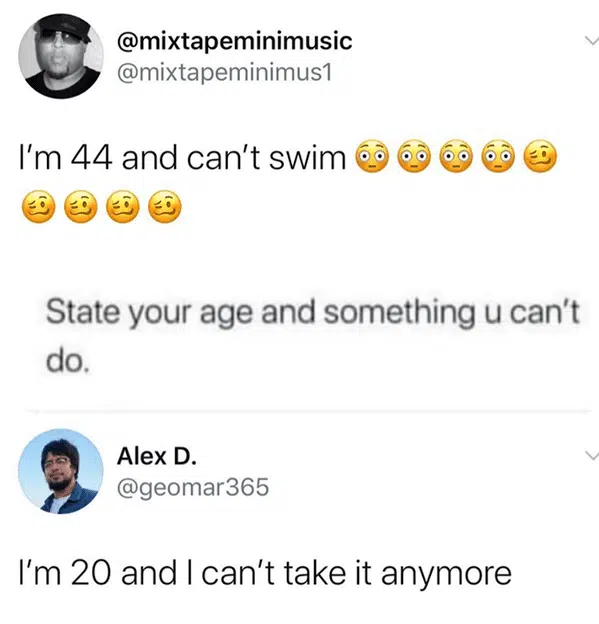 @mixtapeminimusic
@mixtapeminimus1
I'm 44 and can't swim 😳 😳 😳 😳 🥴
🥴 🥴 🥴 🥴
State your age and something u can't
do.
Alex D.
@geomar365
I'm 20 and I can't take it anymore